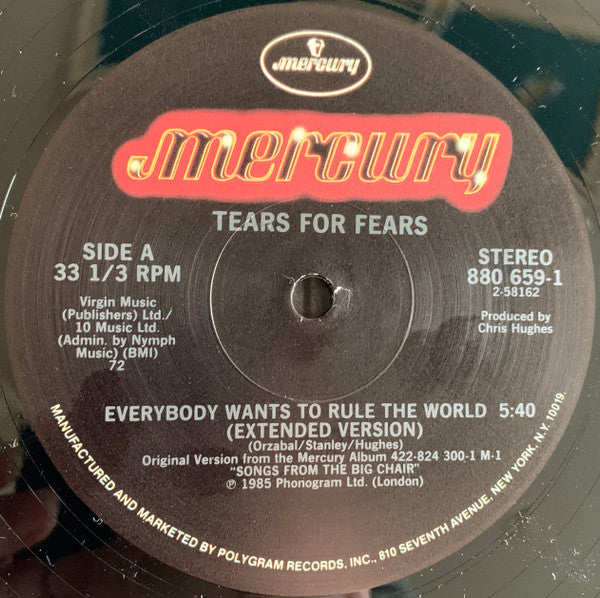 mercury
mercury
TEARS FOR FEARS
SIDE A
33 1/3 RPM
Virgin Music
(Publishers) Ltd./
10 Music Ltd.
(Admin. by Nymph
Music) (BMI)
72
STEREO
880 659-1
2-58162
Produced by
Chris Hughes
EVERYBODY WANTS TO RULE THE WORLD 5:40
(EXTENDED VERSION)
(Orzabal/Stanley/Hughes)
Original Version from the Mercury Album 422-824 300-1 M-1
"SONGS FROM THE BIG CHAIR"
℗ 1985 Phonogram Ltd. (London)
MANUFACTURED AND MARKETED BY POLYGRAM RECORDS, INC., 810 SEVENTH AVENUE, NEW YORK, N.Y. 10019.